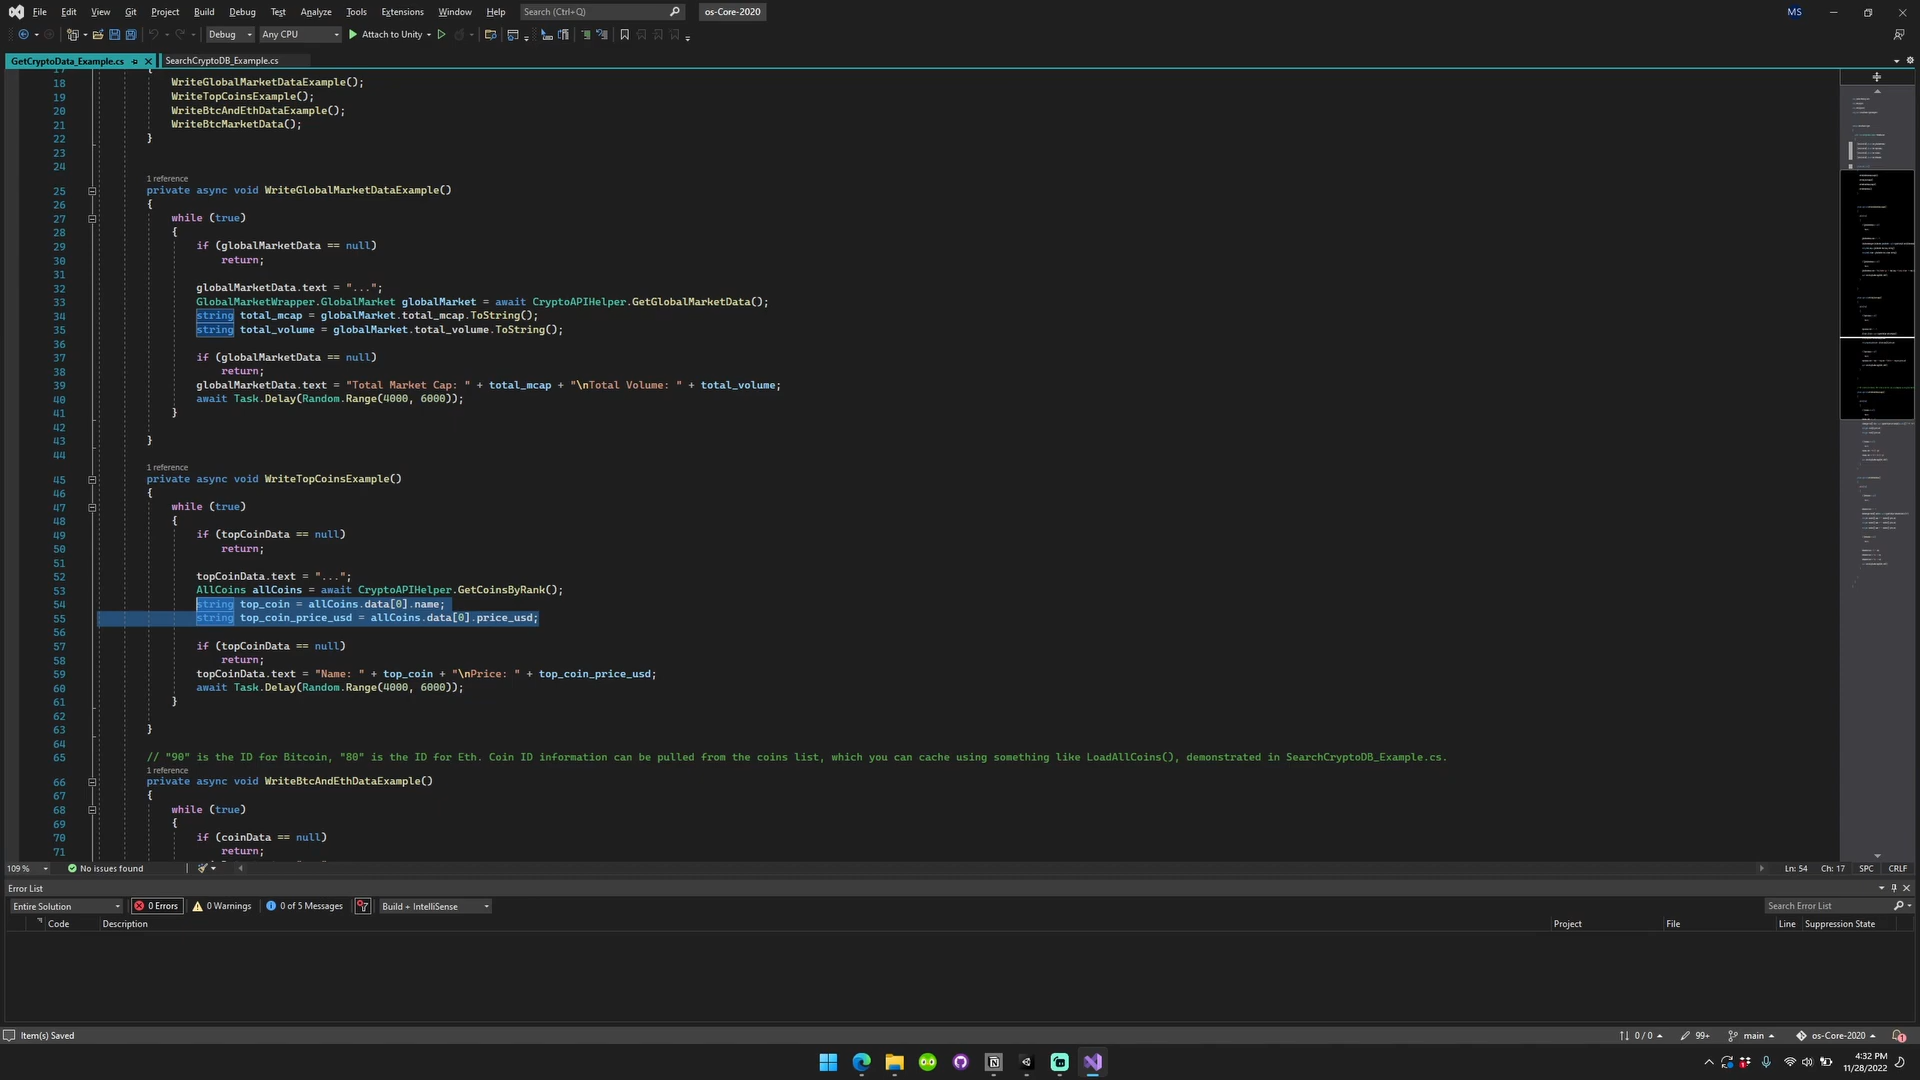 File Edit View Git Project Build Debug Test Analyze Tools Extensions Window Help Search (Ctrl+Q) os-Core-2020 MS
Debug Any CPU Attach to Unity
GetCryptoData_Example.cs SearchCryptoDB_Example.cs
17 {
18 WriteGlobalMarketDataExample();
19 WriteTopCoinsExample();
20 WriteBtcAndEthDataExample();
21 WriteBtcMarketData();
22 }
23
24
1 reference
25 private async void WriteGlobalMarketDataExample()
26 {
27 while (true)
28 {
29 if (globalMarketData == null)
30 return;
31
32 globalMarketData.text = "...";
33 GlobalMarketWrapper.GlobalMarket globalMarket = await CryptoAPIHelper.GetGlobalMarketData();
34 string total_mcap = globalMarket.total_mcap.ToString();
35 string total_volume = globalMarket.total_volume.ToString();
36
37 if (globalMarketData == null)
38 return;
39 globalMarketData.text = "Total Market Cap: " + total_mcap + "\nTotal Volume: " + total_volume;
40 await Task.Delay(Random.Range(4000, 6000));
41 }
42
43 }
44
1 reference
45 private async void WriteTopCoinsExample()
46 {
47 while (true)
48 {
49 if (topCoinData == null)
50 return;
51
52 topCoinData.text = "...";
53 AllCoins allCoins = await CryptoAPIHelper.GetCoinsByRank();
54 string top_coin = allCoins.data[0].name;
55 string top_coin_price_usd = allCoins.data[0].price_usd;
56
57 if (topCoinData == null)
58 return;
59 topCoinData.text = "Name: " + top_coin + "\nPrice: " + top_coin_price_usd;
60 await Task.Delay(Random.Range(4000, 6000));
61 }
62
63 }
64
65 // "90" is the ID for Bitcoin, "80" is the ID for Eth. Coin ID information can be pulled from the coins list, which you can cache using something like LoadAllCoins(), demonstrated in SearchCryptoDB_Example.cs.
1 reference
66 private async void WriteBtcAndEthDataExample()
67 {
68 while (true)
69 {
70 if (coinData == null)
71 return;
109 % No issues found Ln: 54 Ch: 17 SPC CRLF
Error List
Entire Solution 0 Errors 0 Warnings 0 of 5 Messages Build + IntelliSense Search Error List
Code Description Project File Line Suppression State
Item(s) Saved 0 / 0 99+ main os-Core-2020 1
4:32 PM
11/28/2022